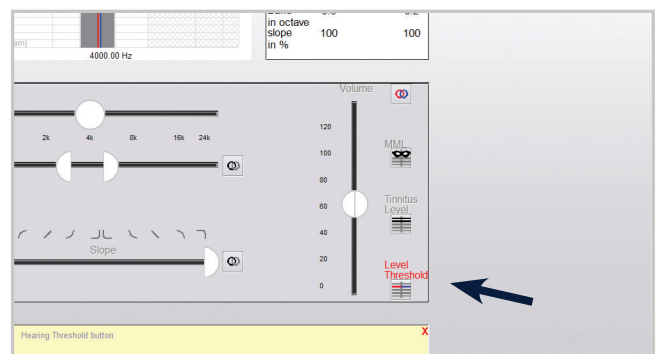 in octave
slope 100 100
in %
4000.00 Hz
Volume
120
2k 4k 8k 16k 24k
100
MML
80
60
Tinnitus
Level
40
Slope
20
Level
Threshold
0
Hearing Threshold button X